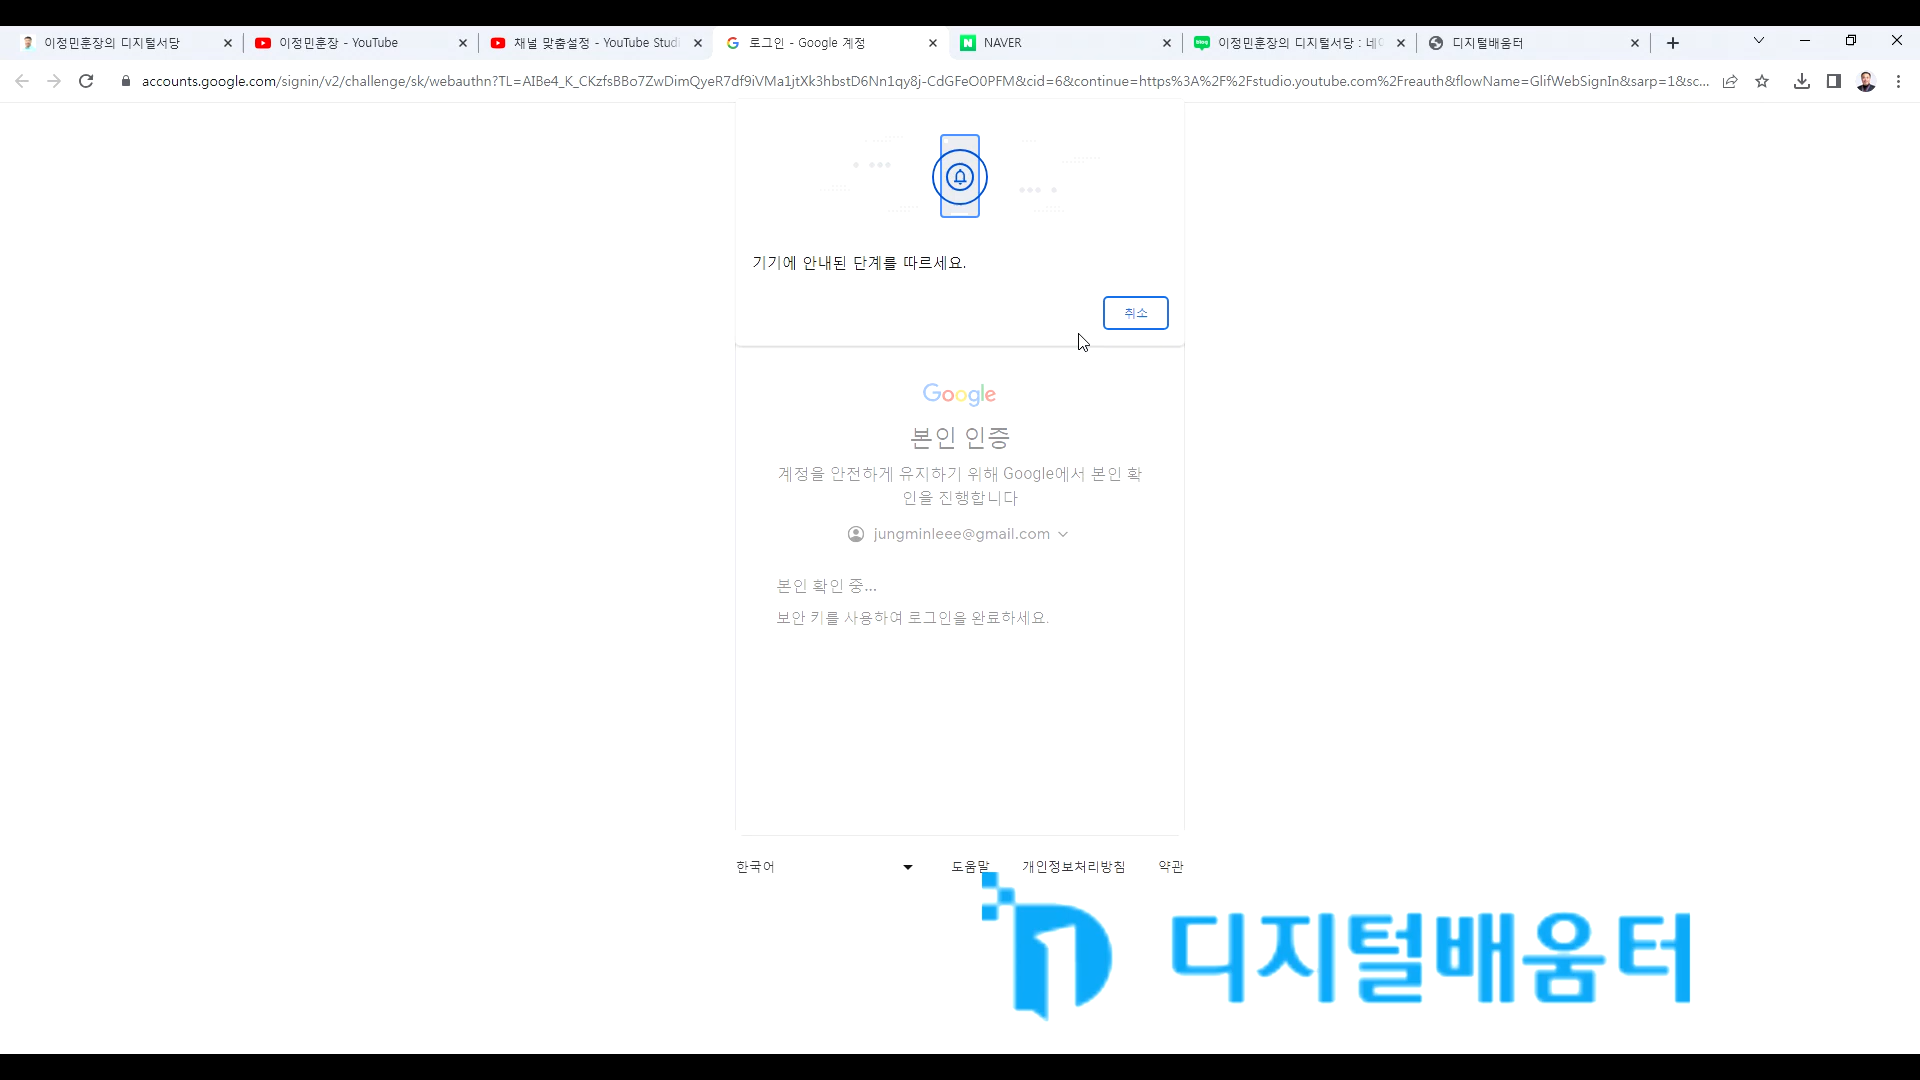 이정민훈장의 디지털서당
이정민훈장 - YouTube
채널 맞춤설정 - YouTube Studi
로그인 - Google 계정
NAVER
이정민훈장의 디지털서당 : 네이
디지털배움터
accounts.google.com/signin/v2/challenge/sk/webauthn?TL=AIBe4_K_CKzfsBBo7ZwDimQyeR7df9iVMa1jtXk3hbstD6Nn1qy8j-CdGFeO0PFM&cid=6&continue=https%3A%2F%2Fstudio.youtube.com%2Freauth&flowName=GlifWebSignIn&sarp=1&sc...
기기에 안내된 단계를 따르세요.
취소
Google
본인 인증
계정을 안전하게 유지하기 위해 Google에서 본인 확
인을 진행합니다
jungminleee@gmail.com
본인 확인 중...
보안 키를 사용하여 로그인을 완료하세요.
한국어
도움말
개인정보처리방침
약관
디지털배움터